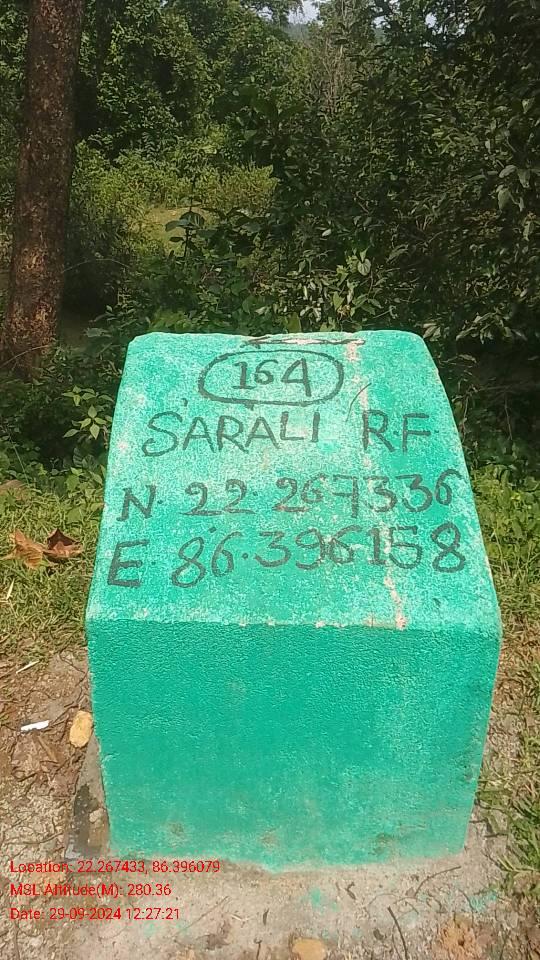 164
SARALI RF
N. 22.267336
E. 86.396158
Location: 22.267433, 86.396079
MSL Altitude(M): 280.36
Date: 29-09-2024 12:27:21